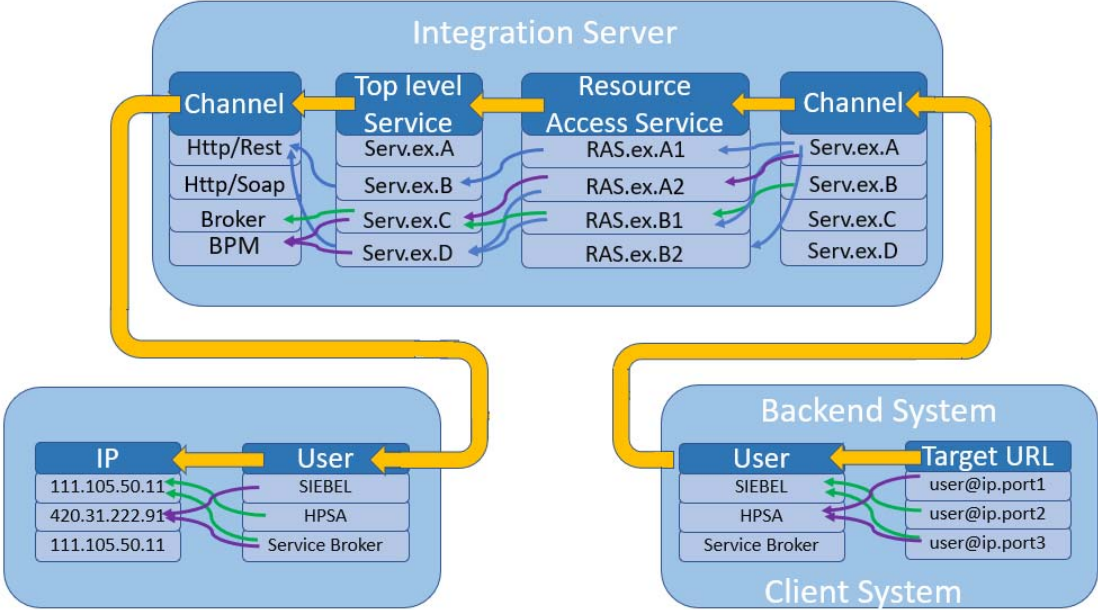 Integration Server
Channel
Http/Rest
Http/Soap
Broker
BPM
Top level
Service
Serv.ex.A
Serv.ex.B
Serv.ex.C
Serv.ex.D
Resource
Access Service
RAS.ex.A1
RAS.ex.A2
RAS.ex.B1
RAS.ex.B2
Channel
Serv.ex.A
Serv.ex.B
Serv.ex.C
Serv.ex.D
IP
111.105.50.11
420.31.222.91
111.105.50.11
User
SIEBEL
HPSA
Service Broker
Backend System
User
SIEBEL
HPSA
Service Broker
Target URL
user@ip.port1
user@ip.port2
user@ip.port3
Client System